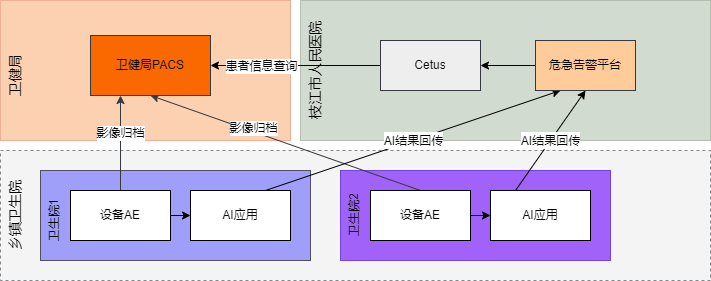 卫健局
卫健局PACS
枝江市人民医院
患者信息查询
Cetus
危急告警平台
影像归档
影像归档
AI结果回传
AI结果回传
乡镇卫生院
卫生院1
设备AE
AI应用
卫生院2
设备AE
AI应用